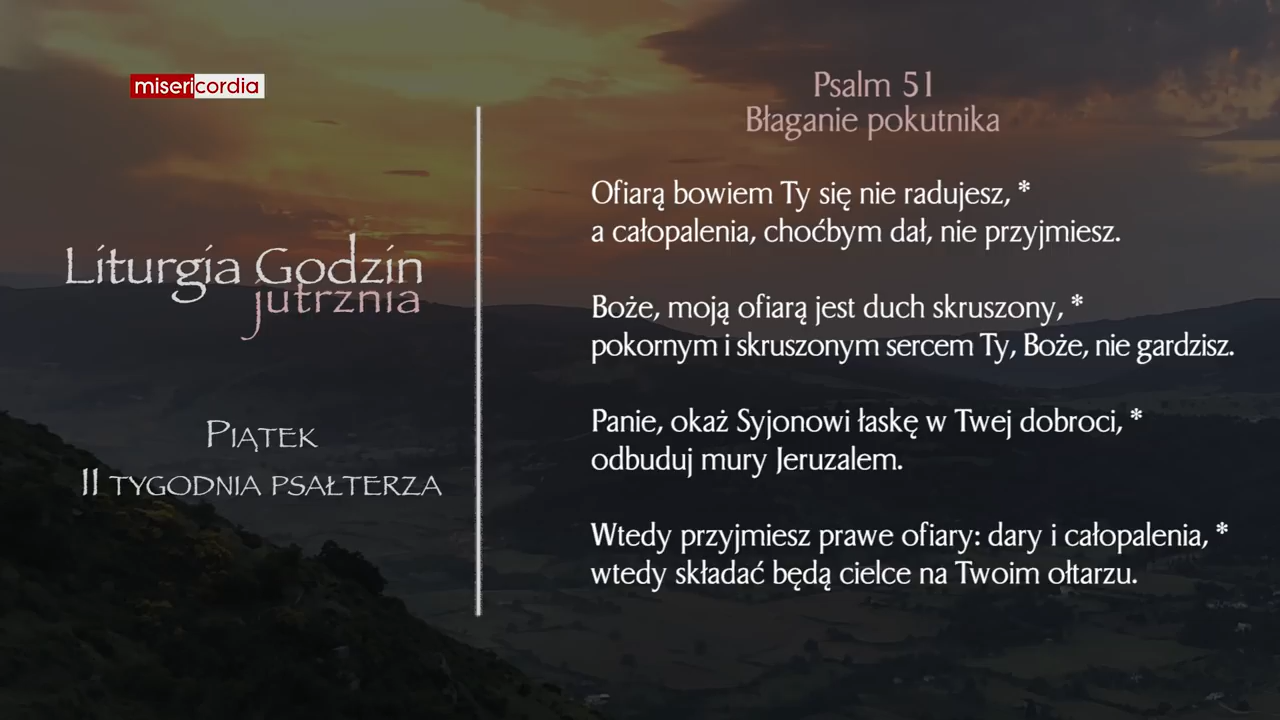 misericordia
Liturgia Godzin
jutrznia
Piątek
II tygodnia psałterza
Psalm 51
Błaganie pokutnika
Ofiarą bowiem Ty się nie radujesz, *
a całopalenia, choćbym dał, nie przyjmiesz.
Boże, moją ofiarą jest duch skruszony, *
pokornym i skruszonym sercem Ty, Boże, nie gardzisz.
Panie, okaż Syjonowi łaskę w Twej dobroci, *
odbuduj mury Jeruzalem.
Wtedy przyjmiesz prawe ofiary: dary i całopalenia, *
wtedy składać będą cielce na Twoim ołtarzu.